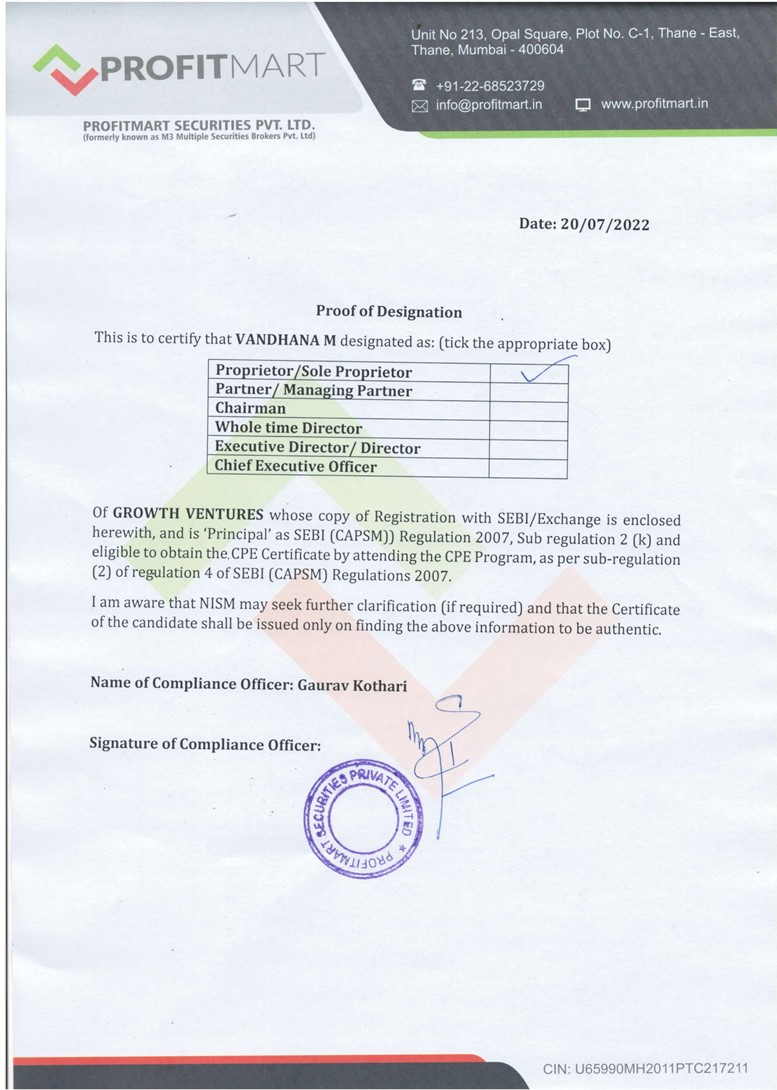 PROFITMART
PROFITMART SECURITIES PVT. LTD.
(formerly known as M3 Multiple Securities Brokers Pvt. Ltd)
Unit No 213, Opal Square, Plot No. C-1, Thane - East,
Thane, Mumbai - 400604
+91-22-68523729
info@profitmart.in www.profitmart.in
Date: 20/07/2022
Proof of Designation
This is to certify that VANDHANA M designated as: (tick the appropriate box)
Proprietor/Sole Proprietor
Partner/ Managing Partner
Chairman
Whole time Director
Executive Director/ Director
Chief Executive Officer
Of GROWTH VENTURES whose copy of Registration with SEBI/Exchange is enclosed
herewith, and is ‘Principal’ as SEBI (CAPSM)) Regulation 2007, Sub regulation 2 (k) and
eligible to obtain the CPE Certificate by attending the CPE Program, as per sub-regulation
(2) of regulation 4 of SEBI (CAPSM) Regulations 2007.
I am aware that NISM may seek further clarification (if required) and that the Certificate
of the candidate shall be issued only on finding the above information to be authentic.
Name of Compliance Officer: Gaurav Kothari
Signature of Compliance Officer:
PROFITMART SECURITIES PRIVATE LIMITED
CIN: U65990MH2011PTC217211